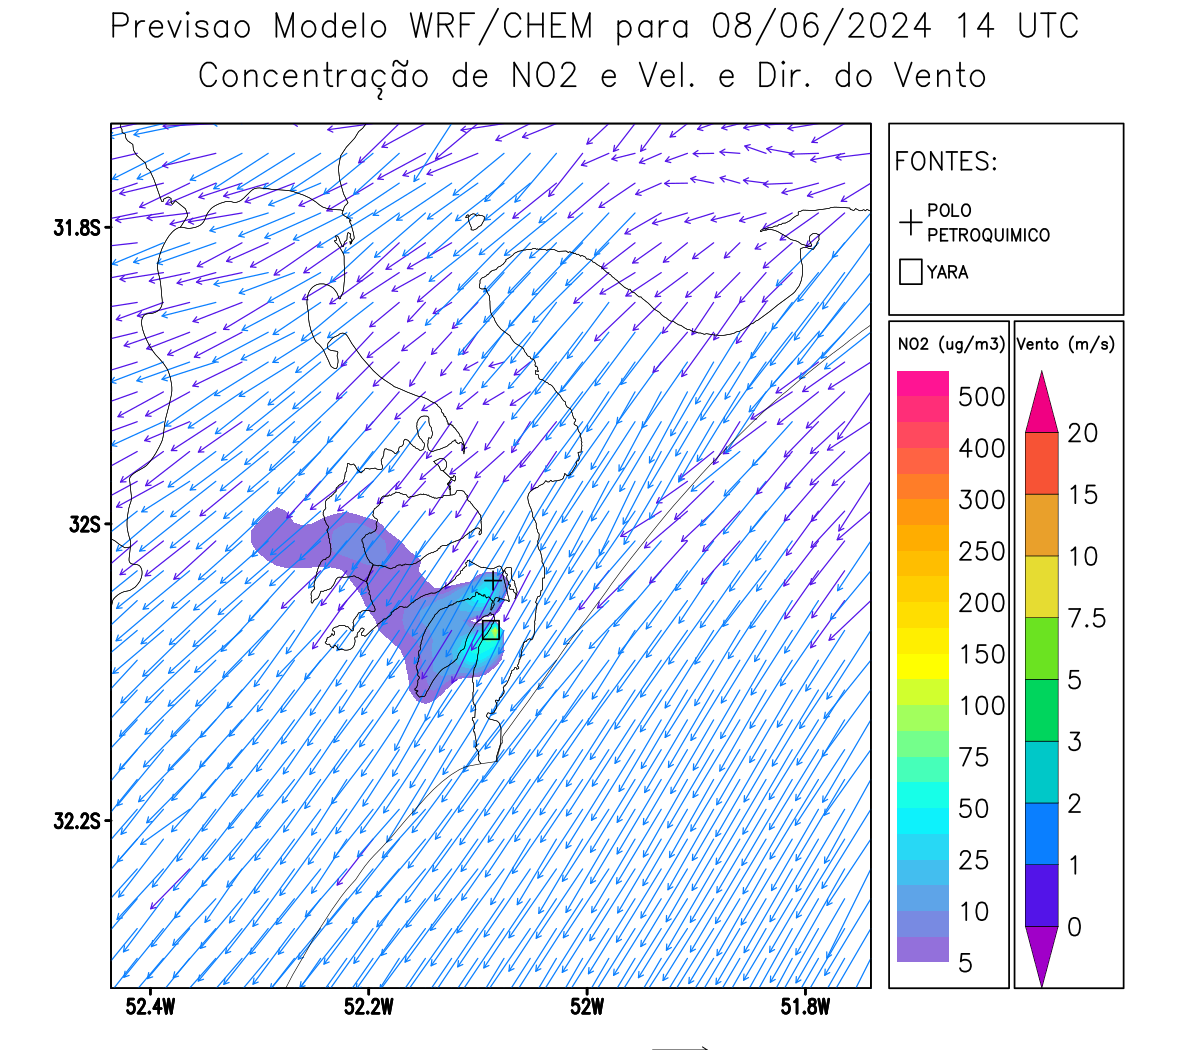 Previsao Modelo WRF/CHEM para 08/06/2024 14 UTC
Concentração de NO2 e Vel. e Dir. do Vento
FONTES:
POLO
PETROQUIMICO
YARA
NO2 (ug/m3)
500
400
300
250
200
150
100
75
50
25
10
5
Vento (m/s)
20
15
10
7.5
5
3
2
1
0
31.8S
32S
32.2S
52.4W
52.2W
52W
51.8W